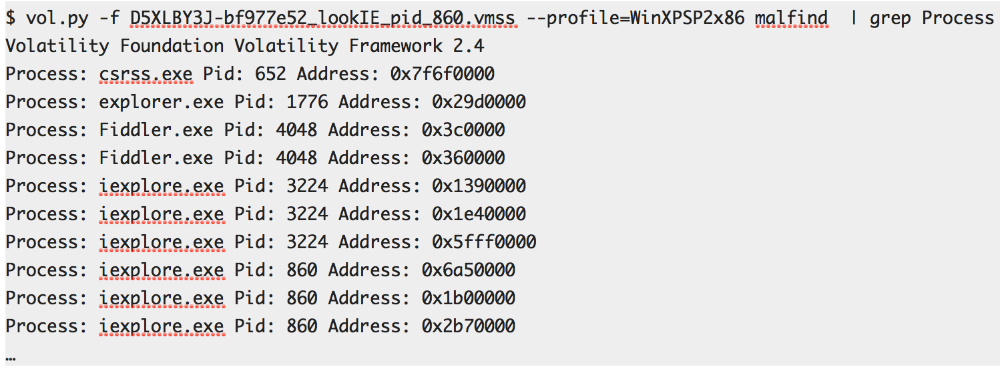 $ vol.py -f D5XLBY3J-bf977e52_lookIE_pid_860.vmss --profile=WinXPSP2x86 malfind | grep Process
Volatility Foundation Volatility Framework 2.4
Process: csrss.exe Pid: 652 Address: 0x7f6f0000
Process: explorer.exe Pid: 1776 Address: 0x29d0000
Process: Fiddler.exe Pid: 4048 Address: 0x3c0000
Process: Fiddler.exe Pid: 4048 Address: 0x360000
Process: iexplore.exe Pid: 3224 Address: 0x1390000
Process: iexplore.exe Pid: 3224 Address: 0x1e40000
Process: iexplore.exe Pid: 3224 Address: 0x5fff0000
Process: iexplore.exe Pid: 860 Address: 0x6a50000
Process: iexplore.exe Pid: 860 Address: 0x1b00000
Process: iexplore.exe Pid: 860 Address: 0x2b70000
…